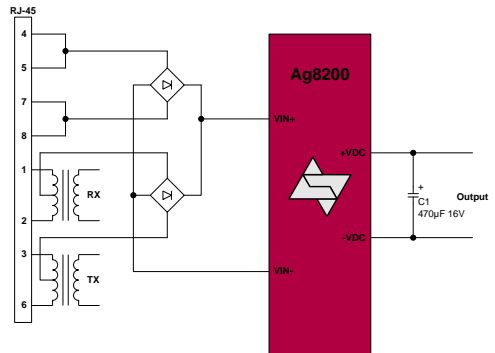 RJ-45
4
5
7
8
1
2
3
6
RX
TX
Ag8200
VIN+
VIN-
+VDC
-VDC
+
C1
470µF 16V
Output